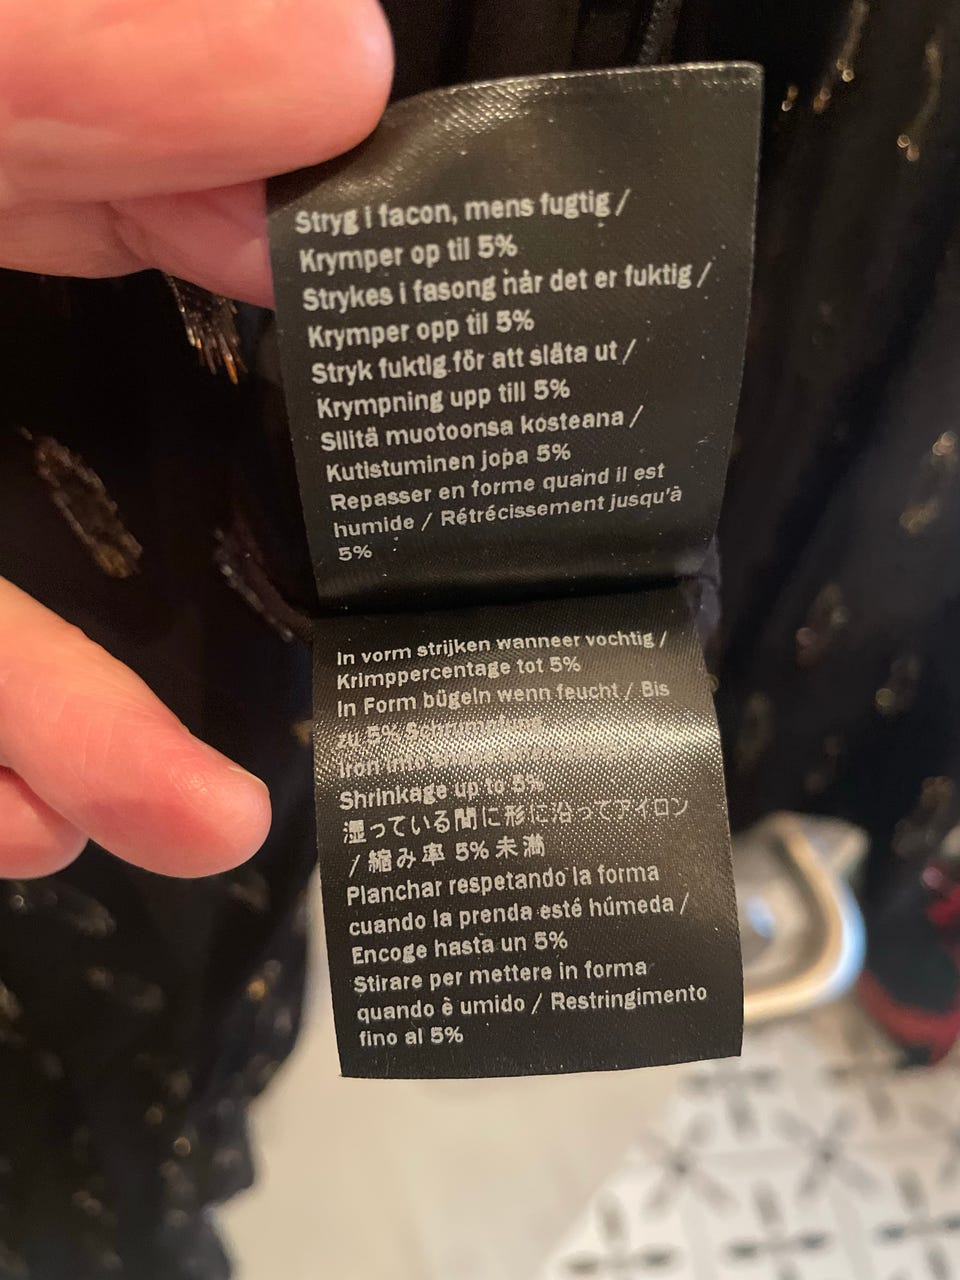 Stryg i facon, mens fugtig /
Krymper op til 5%
Strykes i fasong når det er fuktig /
Krymper opp til 5%
Stryk fuktig för att släta ut /
Krympning upp till 5%
Silitä muotoonsa kosteana /
Kutistuminen jopa 5%
Repasser en forme quand il est
humide / Rétrécissement jusqu'à
5%
In vorm strijken wanneer vochtig /
Krimppercentage tot 5%
In Form bügeln wenn feucht / Bis
zu 5% Schrumpfung
Iron into
Shrinkage up to 5%
湿っている間に形に沿ってアイロン
/ 縮み率 5% 未満
Planchar respetando la forma
cuando la prenda esté húmeda /
Encoge hasta un 5%
Stirare per mettere in forma
quando è umido / Restringimento
fino al 5%